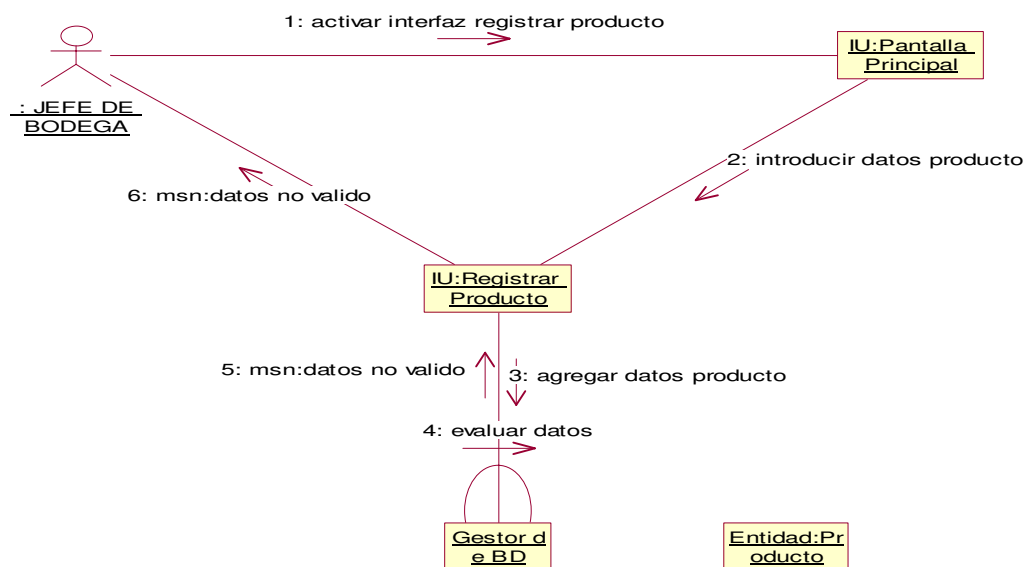 1: activar interfaz registrar producto
IU:Pantalla
Principal
: JEFE DE
BODEGA
2: introducir datos producto
6: msn:datos no valido
IU:Registrar
Producto
5: msn:datos no valido
3: agregar datos producto
4: evaluar datos
Gestor d
e BD
Entidad:Pr
oducto